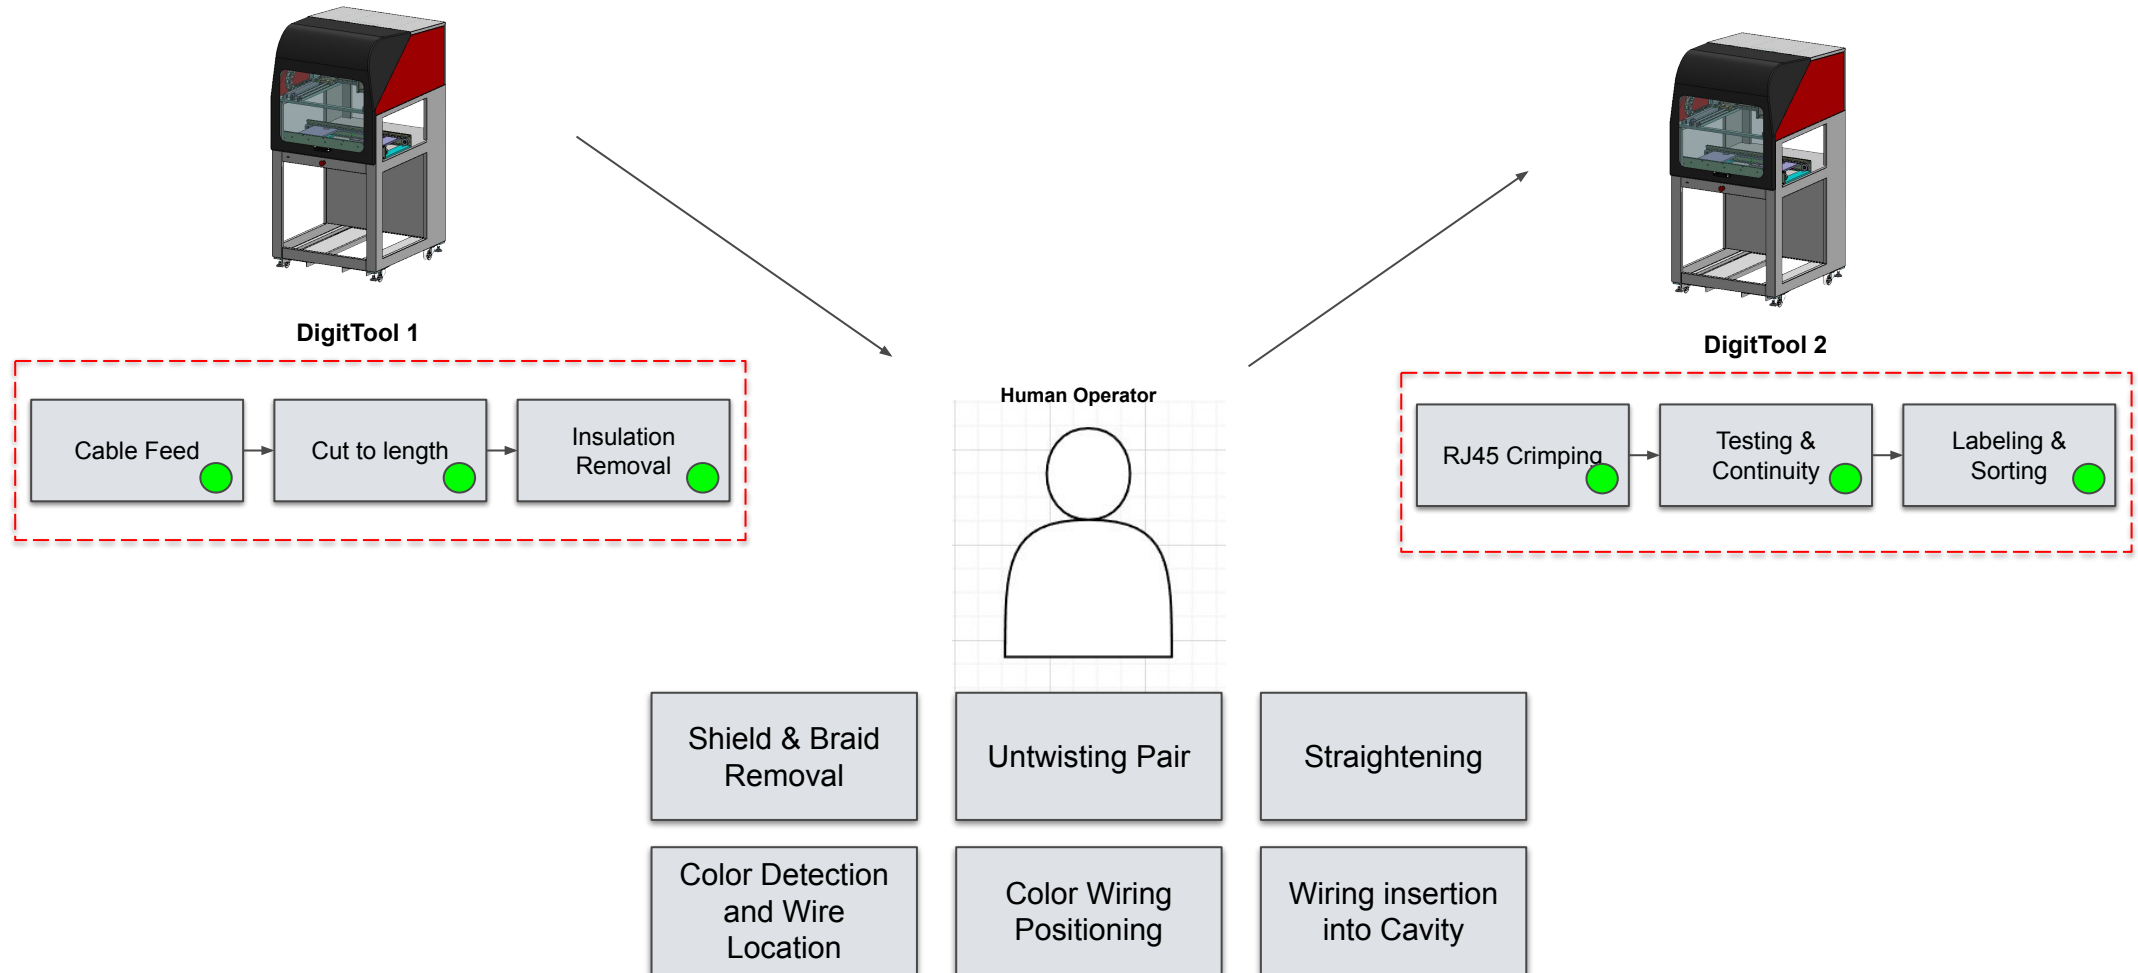 DigitTool 1
Cable Feed
Cut to length
Insulation
Removal
Human Operator
DigitTool 2
RJ45 Crimping
Testing &
Continuity
Labeling &
Sorting
Shield & Braid
Removal
Untwisting Pair
Straightening
Color Detection
and Wire
Location
Color Wiring
Positioning
Wiring insertion
into Cavity